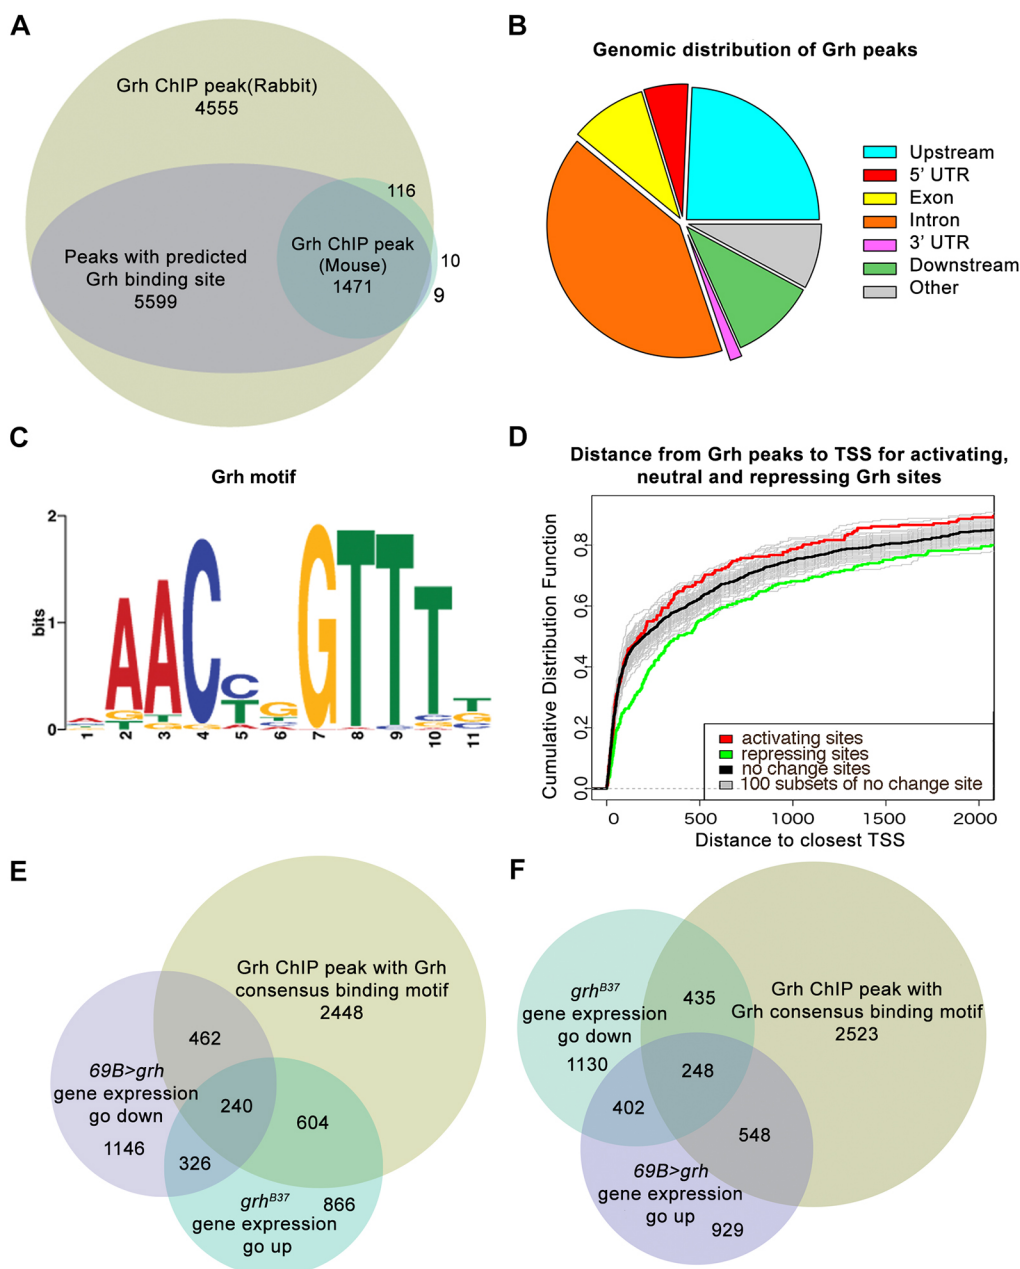 A
Grh ChIP peak(Rabbit)
4555
116
Peaks with predicted
Grh binding site
5599
Grh ChIP peak
(Mouse)
1471
10
9
B
Genomic distribution of Grh peaks
Upstream
5' UTR
Exon
Intron
3' UTR
Downstream
Other
C
Grh motif
2
1
0
bits
1 2 3 4 5 6 7 8 9 10 11
D
Distance from Grh peaks to TSS for activating,
neutral and repressing Grh sites
Cumulative Distribution Function
0.8
0.6
0.4
0.2
0.0
activating sites
repressing sites
no change sites
100 subsets of no change site
0 500 1000 1500 2000
Distance to closest TSS
E
Grh ChIP peak with Grh
consensus binding motif
2448
462
69B>grh
gene expression
go down
1146
240
604
326
grhB37
866
gene expression
go up
F
grhB37
gene expression
go down
1130
435
Grh ChIP peak with
Grh consensus binding motif
2523
248
402
548
69B>grh
gene expression
go up
929